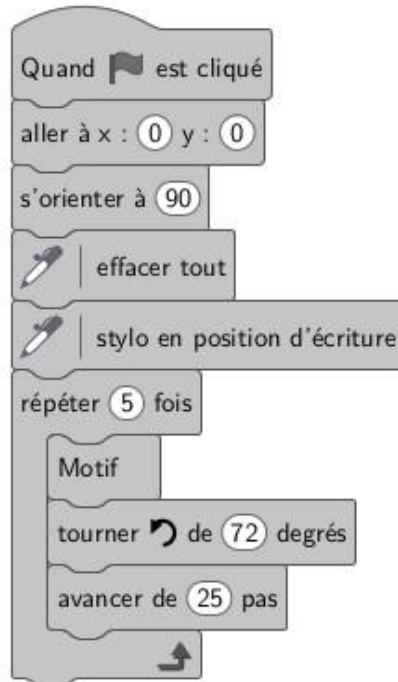 Quand est cliqué
aller à x : 0 y : 0
s'orienter à 90
effacer tout
stylo en position d'écriture
répéter 5 fois
Motif
tourner de 72 degrés
avancer de 25 pas